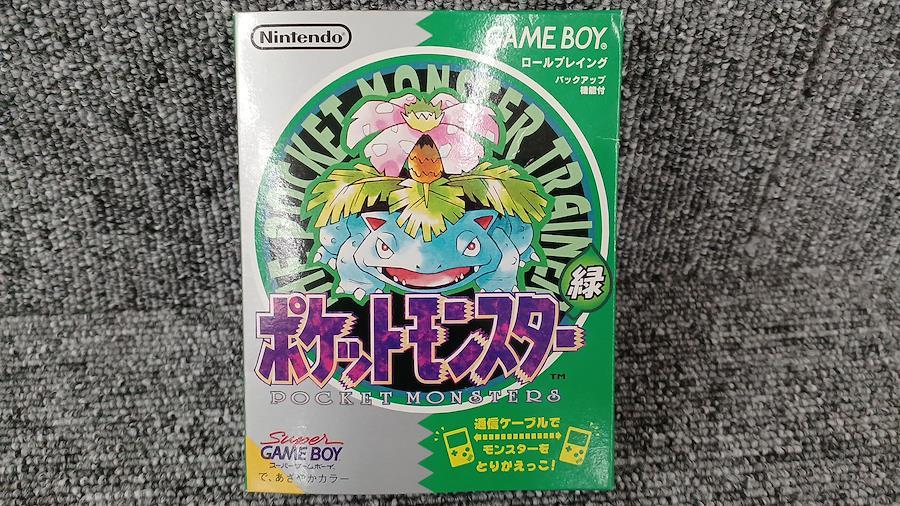 Nintendo
GAME BOY
ロールプレイング
バックアップ
機能付
POCKET MONSTER TRAINER
緑
ポケットモンスター
TM
POCKET MONSTERS
通信ケーブルで
モンスターを
とりかえっこ!
Super
GAME BOY
スーパーゲームボーイ
で、あざやかカラー